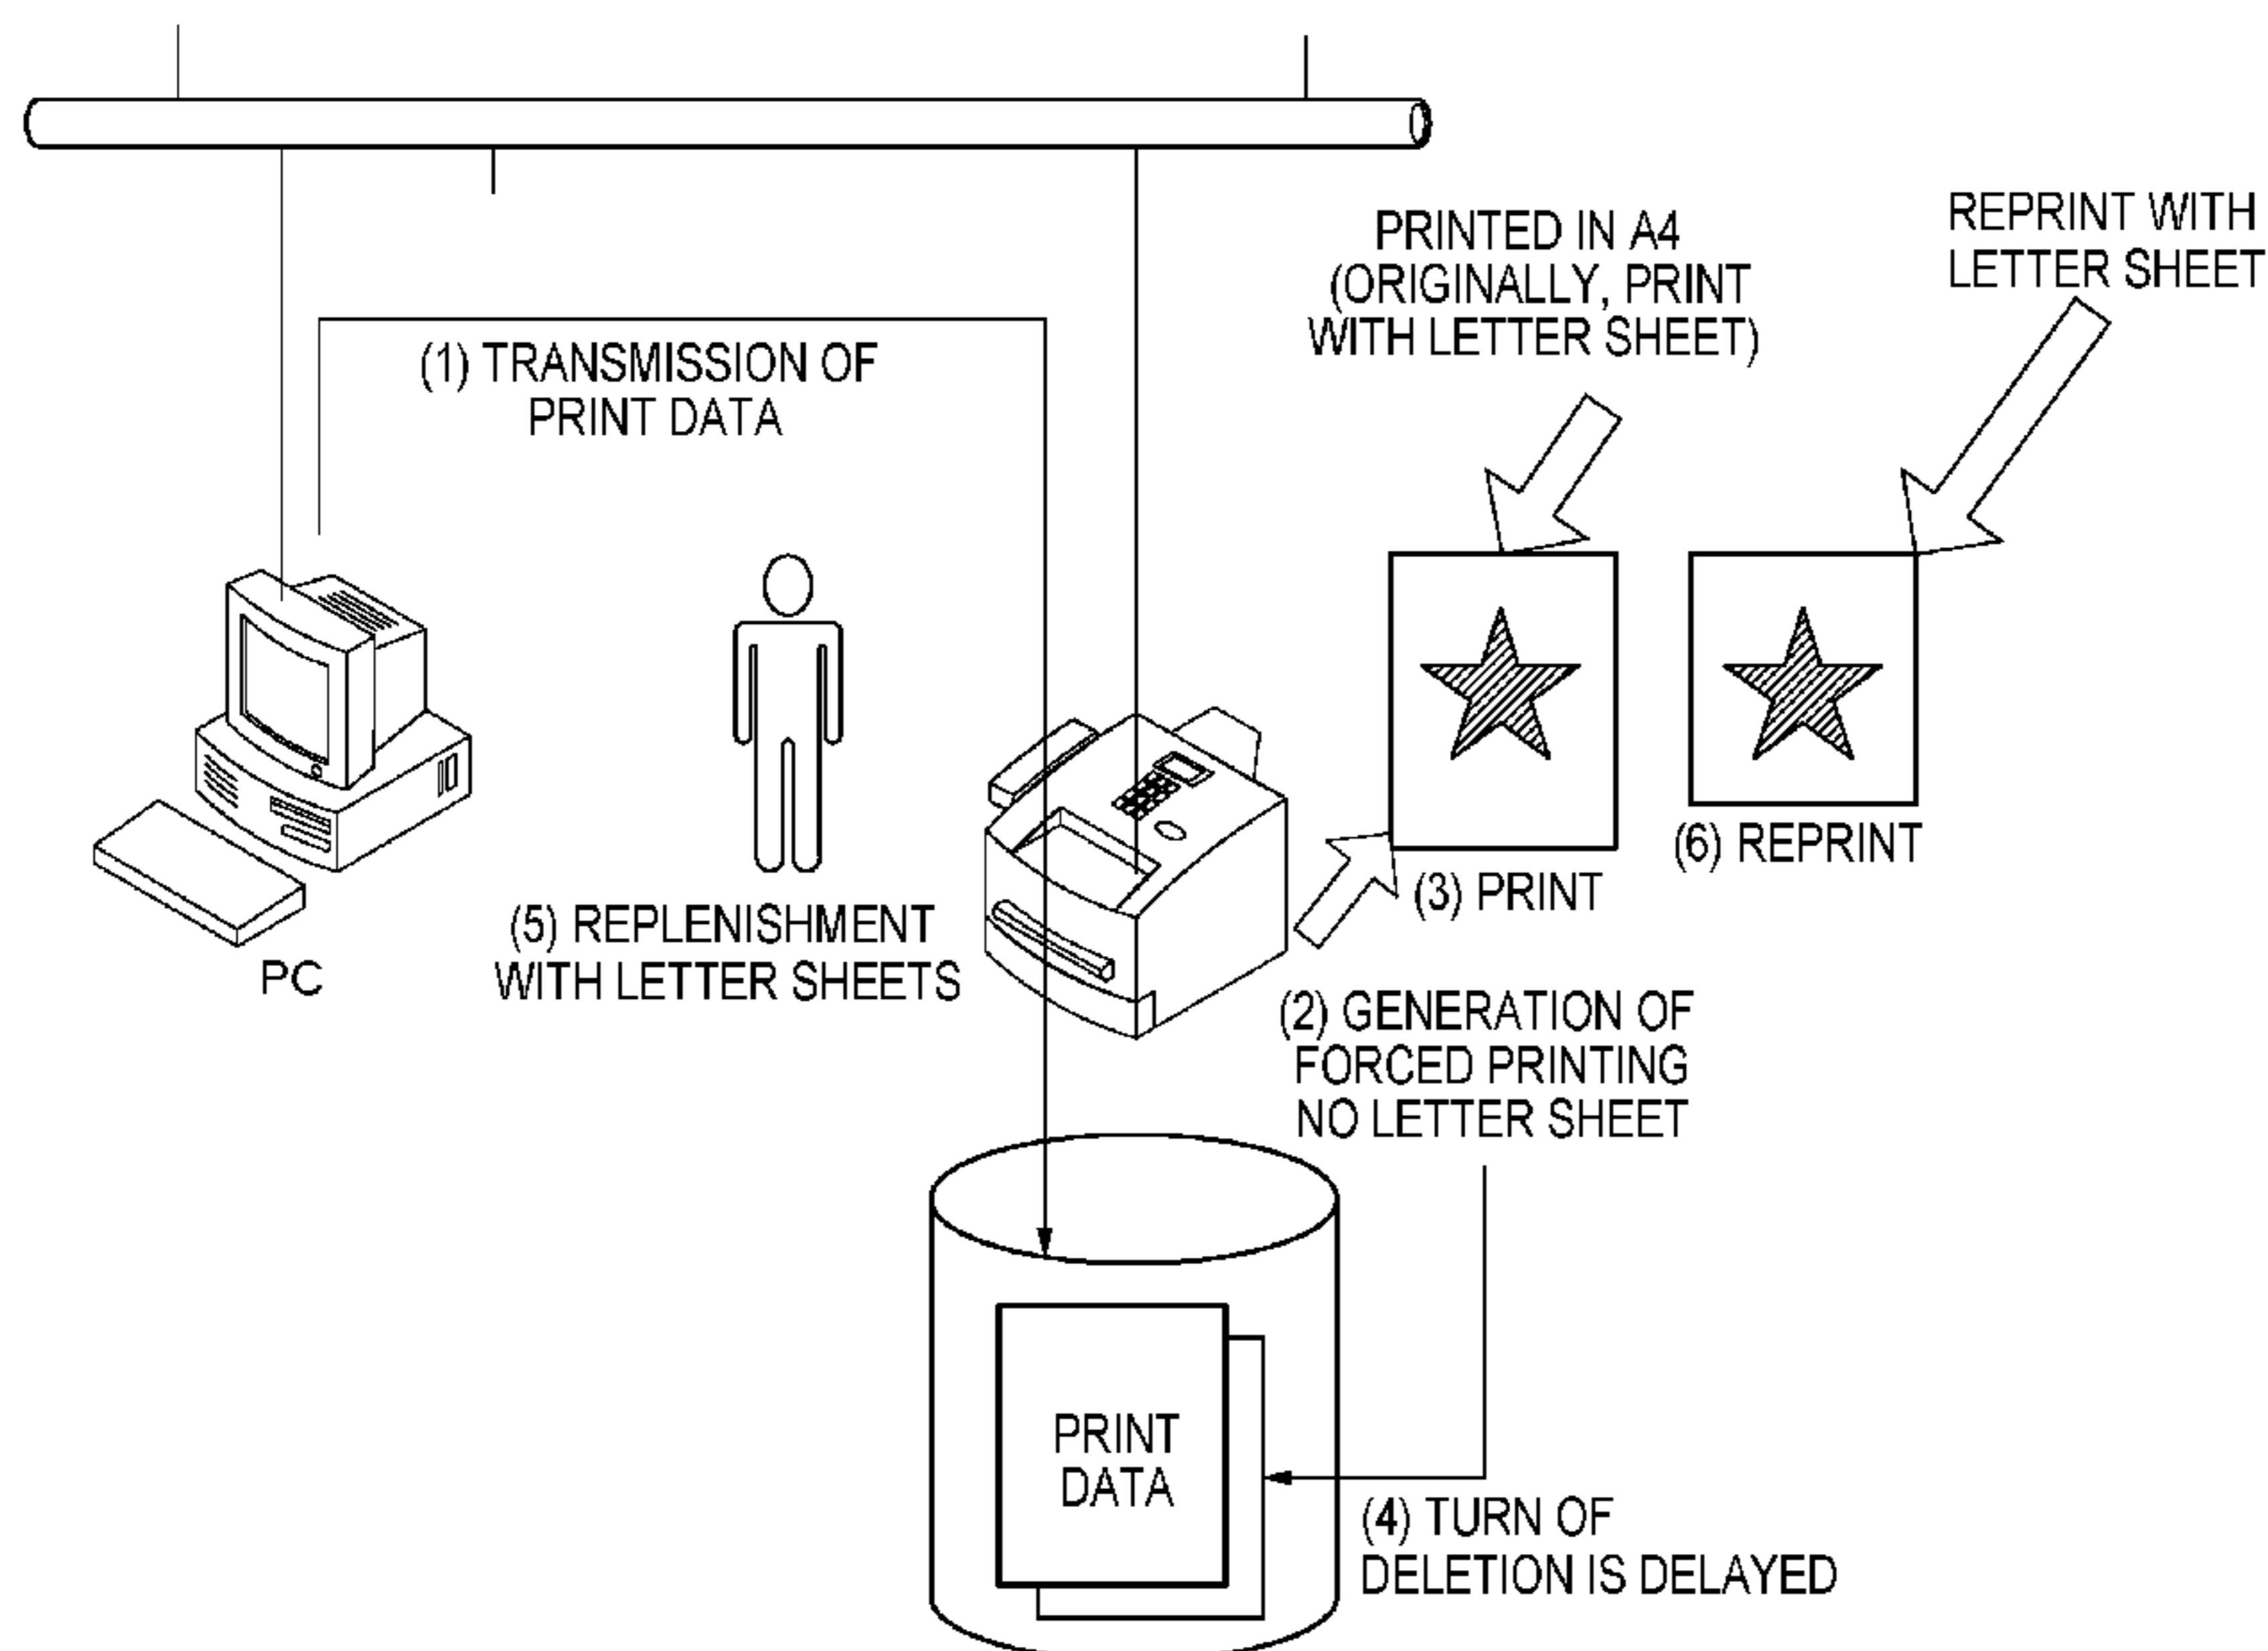 PRINTED IN A4
(ORIGINALLY, PRINT
WITH LETTER SHEET)
REPRINT WITH
LETTER SHEET
(1) TRANSMISSION OF
PRINT DATA
(6) REPRINT
(3) PRINT
(5) REPLENISHMENT
WITH LETTER SHEETS
PC
(2) GENERATION OF
FORCED PRINTING
NO LETTER SHEET
PRINT
DATA
(4) TURN OF
DELETION IS DELAYED